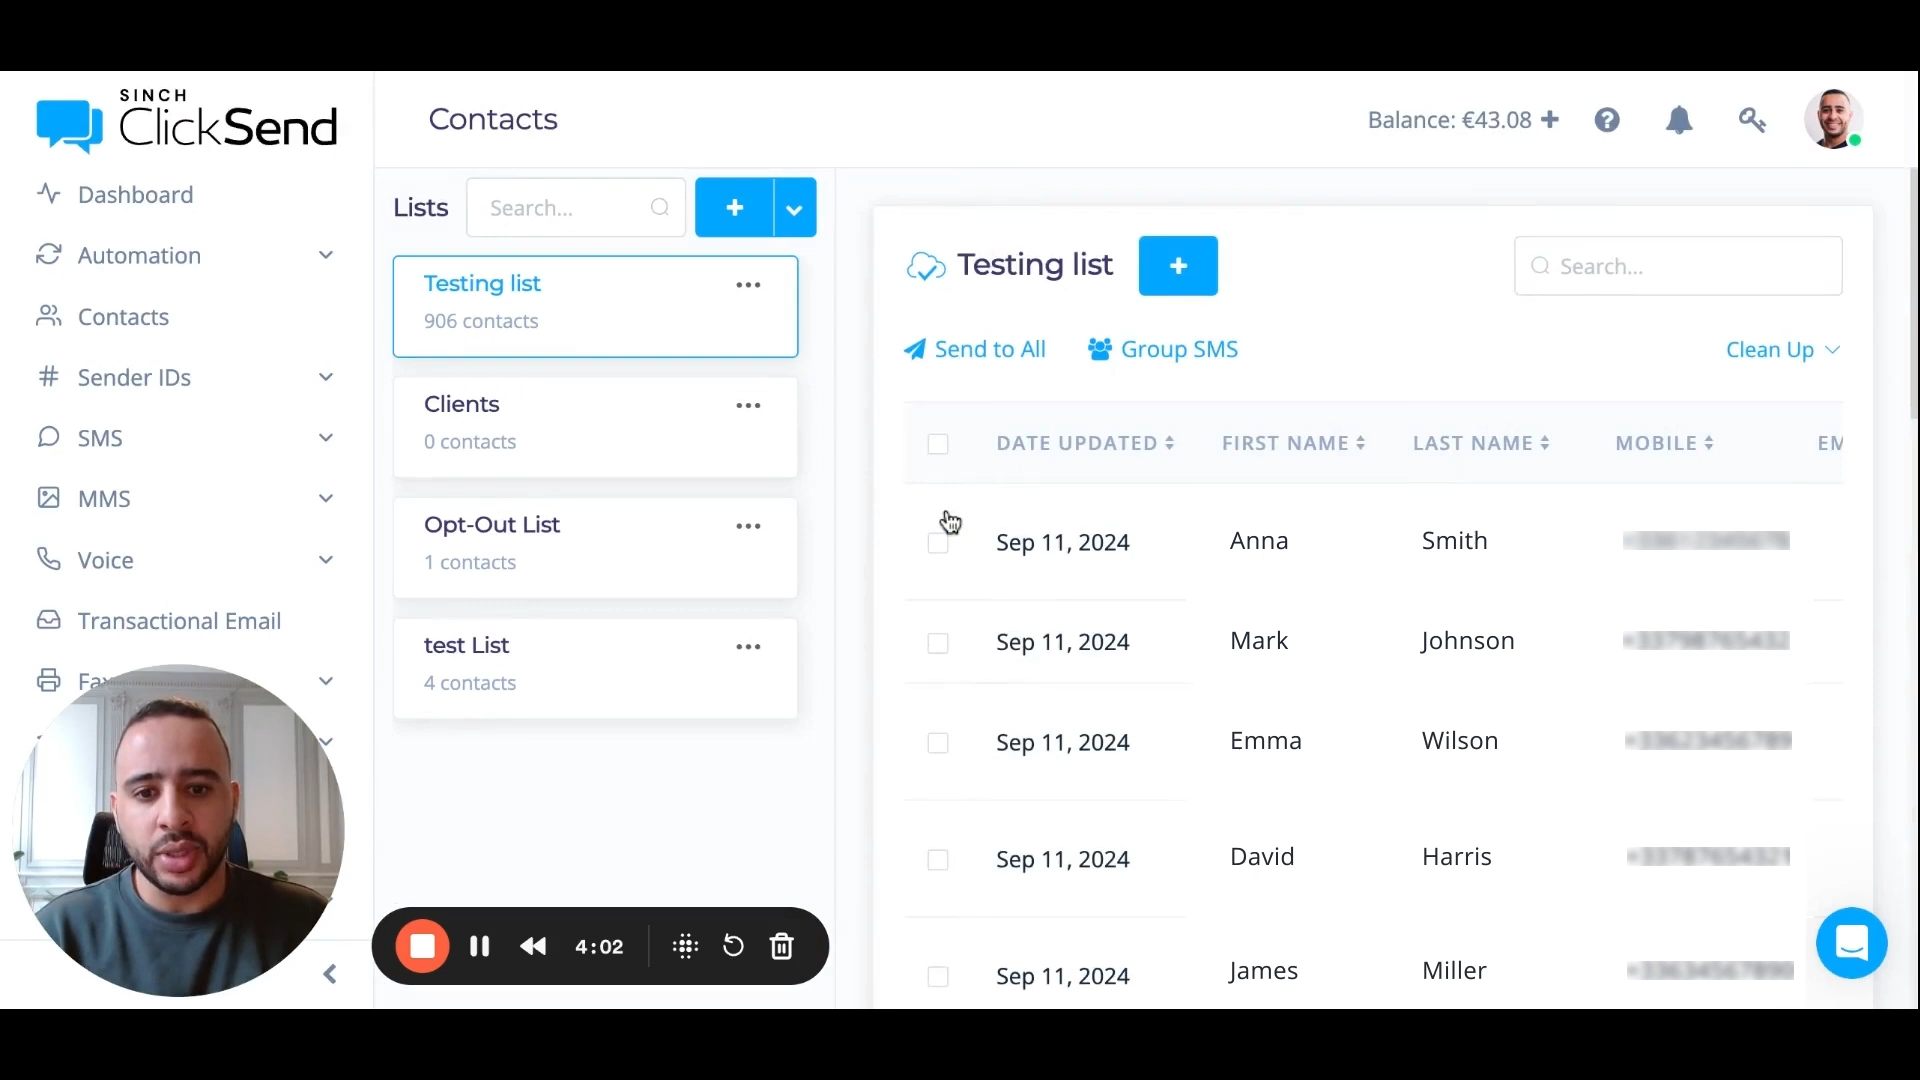 SINCH
ClickSend
Contacts
Balance: €43.08
Dashboard
Automation
Contacts
Sender IDs
SMS
MMS
Voice
Transactional Email
Lists
Search...
Testing list
906 contacts
Clients
0 contacts
Opt-Out List
1 contacts
test List
4 contacts
4:02
Testing list
Search...
Send to All
Group SMS
Clean Up
DATE UPDATED FIRST NAME LAST NAME MOBILE EM
Sep 11, 2024 Anna Smith
Sep 11, 2024 Mark Johnson
Sep 11, 2024 Emma Wilson
Sep 11, 2024 David Harris
Sep 11, 2024 James Miller